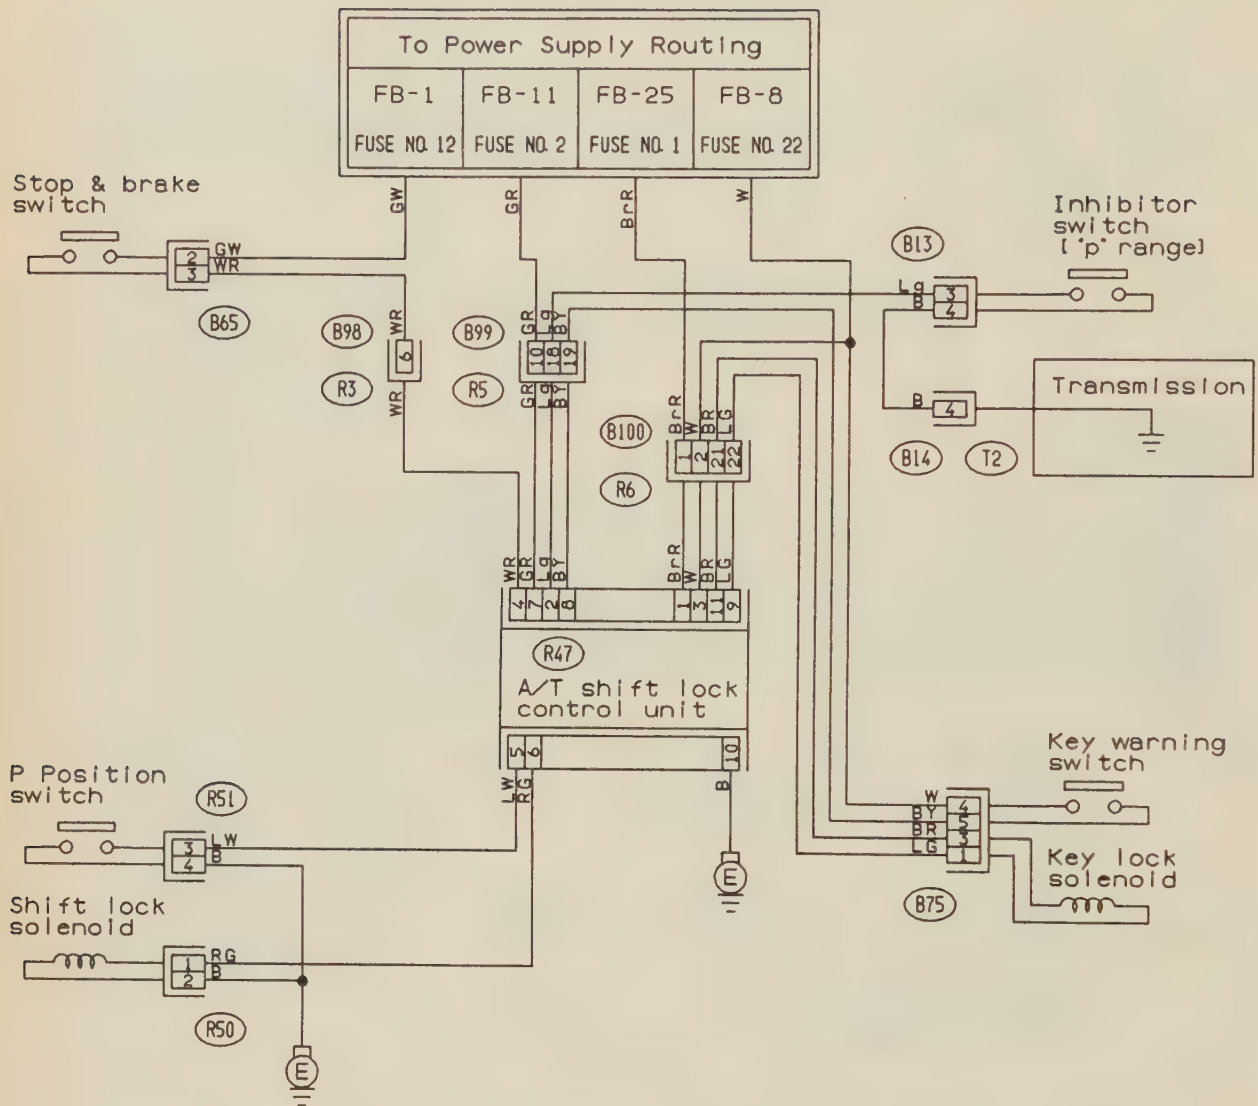 To Power Supply Routing
FB-1 FB-11 FB-25 FB-8
FUSE NO. 12 FUSE NO. 2 FUSE NO. 1 FUSE NO. 22
Stop & brake
switch
GW GR BrR W
2 GW
3 WR
B65
Inhibitor
switch
["P" range]
B13
Lg 3
B 4
Transmission
B 4
B14 T2
WR
B98 6
R3
WR
GR Lg BY
B99 10 18 19
R5
GR Lg BY
BrR W BR LG
B100 1 2 21 22
R6
WR GR Lg BY BrR W BR LG
4 7 2 8 1 3 11 9
R47
A/T shift lock
control unit
5 6 10
LW RG B
E
P Position
switch
R51
3 LW
4 B
Shift lock
solenoid
1 RG
2 B
R50
E
Key warning
switch
W 4
BY 5
BR 3
LG 1
Key lock
solenoid
B75